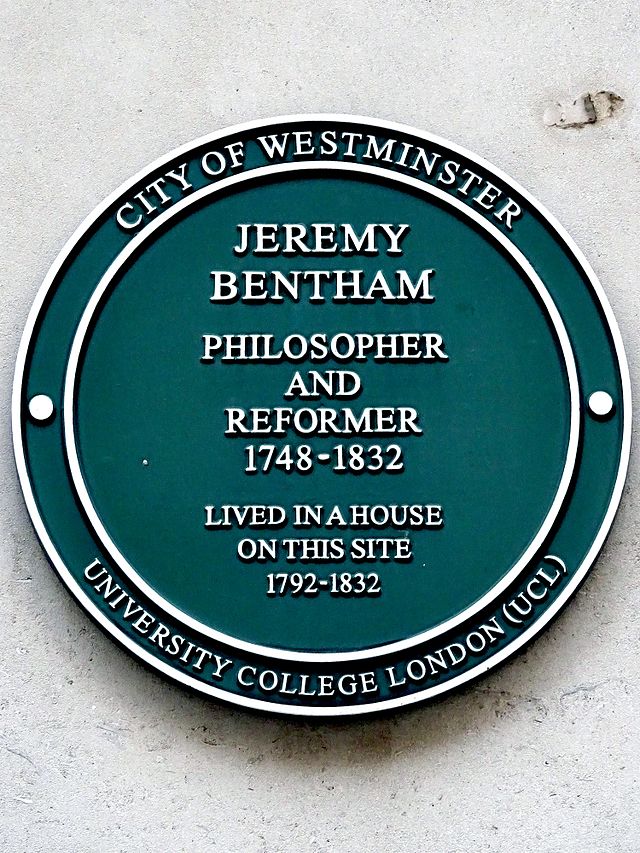 CITY OF WESTMINSTER
JEREMY
BENTHAM
PHILOSOPHER
AND
REFORMER
1748-1832
LIVED IN A HOUSE
ON THIS SITE
1792-1832
UNIVERSITY COLLEGE LONDON (UCL)